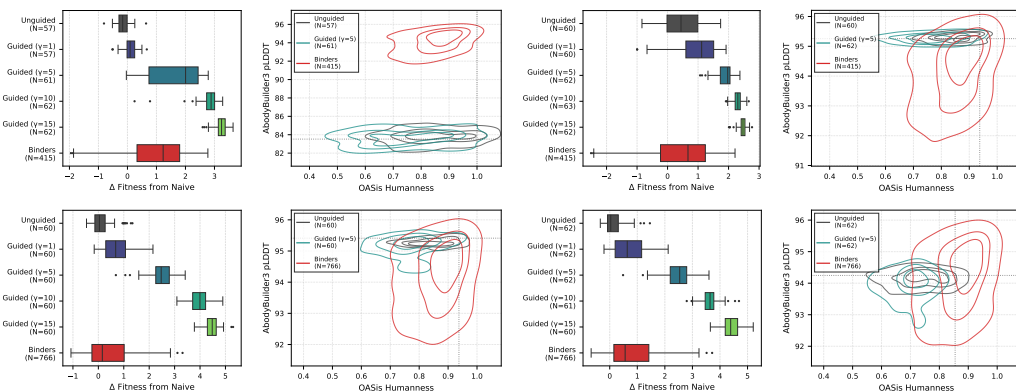 Unguided
(N=57)
Guided (γ=1)
(N=57)
Guided (γ=5)
(N=61)
Guided (γ=10)
(N=62)
Guided (γ=15)
(N=62)
Binders
(N=415)
−2 −1 0 1 2 3
Δ Fitness from Naive
AbodyBuilder3 pLDDT
96
94
92
90
88
86
84
82
Unguided
(N=57)
Guided (γ=5)
(N=61)
Binders
(N=415)
0.4 0.5 0.6 0.7 0.8 0.9 1.0
OASis Humanness
Unguided
(N=60)
Guided (γ=1)
(N=60)
Guided (γ=5)
(N=62)
Guided (γ=10)
(N=63)
Guided (γ=15)
(N=62)
Binders
(N=415)
−2 −1 0 1 2 3
Δ Fitness from Naive
AbodyBuilder3 pLDDT
96
95
94
93
92
91
Unguided
(N=60)
Guided (γ=5)
(N=62)
Binders
(N=415)
0.4 0.5 0.6 0.7 0.8 0.9 1.0
OASis Humanness
Unguided
(N=60)
Guided (γ=1)
(N=60)
Guided (γ=5)
(N=60)
Guided (γ=10)
(N=60)
Guided (γ=15)
(N=60)
Binders
(N=766)
−1 0 1 2 3 4 5
Δ Fitness from Naive
AbodyBuilder3 pLDDT
96
95
94
93
92
Unguided
(N=60)
Guided (γ=5)
(N=60)
Binders
(N=766)
0.4 0.5 0.6 0.7 0.8 0.9 1.0
OASis Humanness
Unguided
(N=62)
Guided (γ=1)
(N=62)
Guided (γ=5)
(N=62)
Guided (γ=10)
(N=61)
Guided (γ=15)
(N=60)
Binders
(N=766)
0 1 2 3 4 5
Δ Fitness from Naive
AbodyBuilder3 pLDDT
96
95
94
93
92
Unguided
(N=62)
Guided (γ=5)
(N=62)
Binders
(N=766)
0.4 0.5 0.6 0.7 0.8 0.9 1.0
OASis Humanness